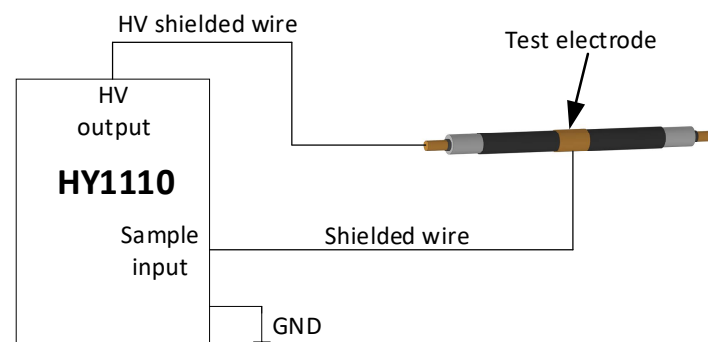 HV shielded wire
Test electrode
HV
output
HY1110
Sample
input
Shielded wire
GND